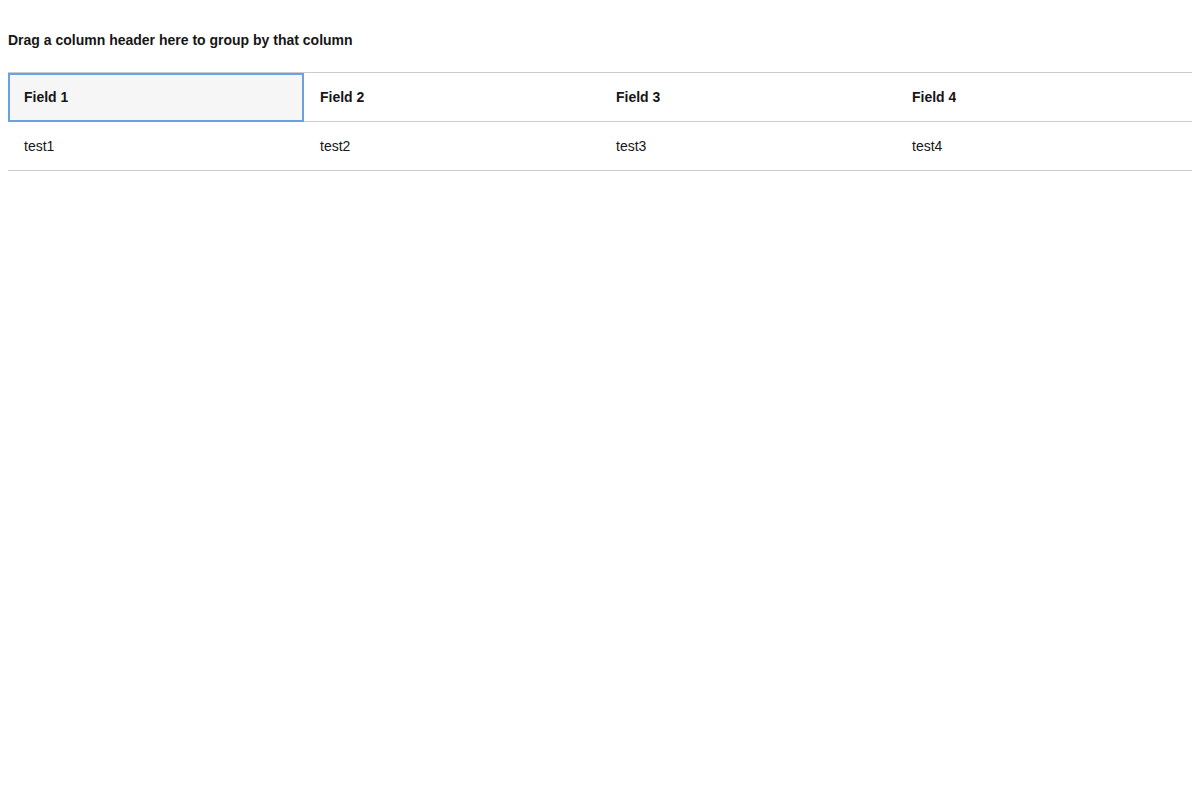 Drag a column header here to group by that column
Field 1 Field 2 Field 3 Field 4
test1 test2 test3 test4